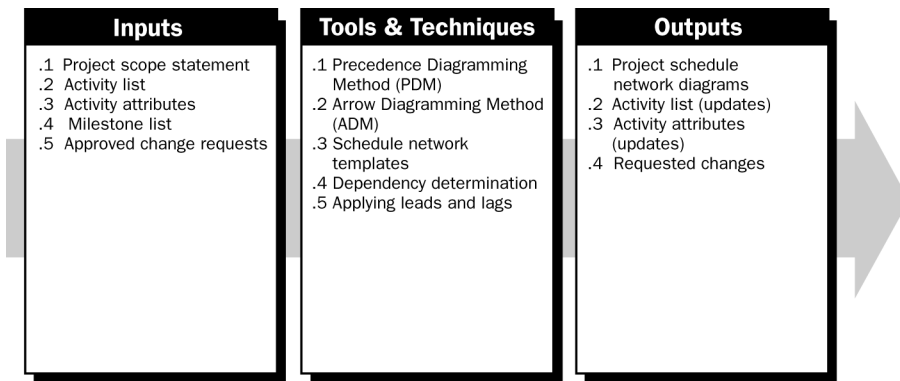 Inputs
.1 Project scope statement
.2 Activity list
.3 Activity attributes
.4 Milestone list
.5 Approved change requests
Tools & Techniques
.1 Precedence Diagramming
Method (PDM)
.2 Arrow Diagramming Method
(ADM)
.3 Schedule network
templates
.4 Dependency determination
.5 Applying leads and lags
Outputs
.1 Project schedule
network diagrams
.2 Activity list (updates)
.3 Activity attributes
(updates)
.4 Requested changes